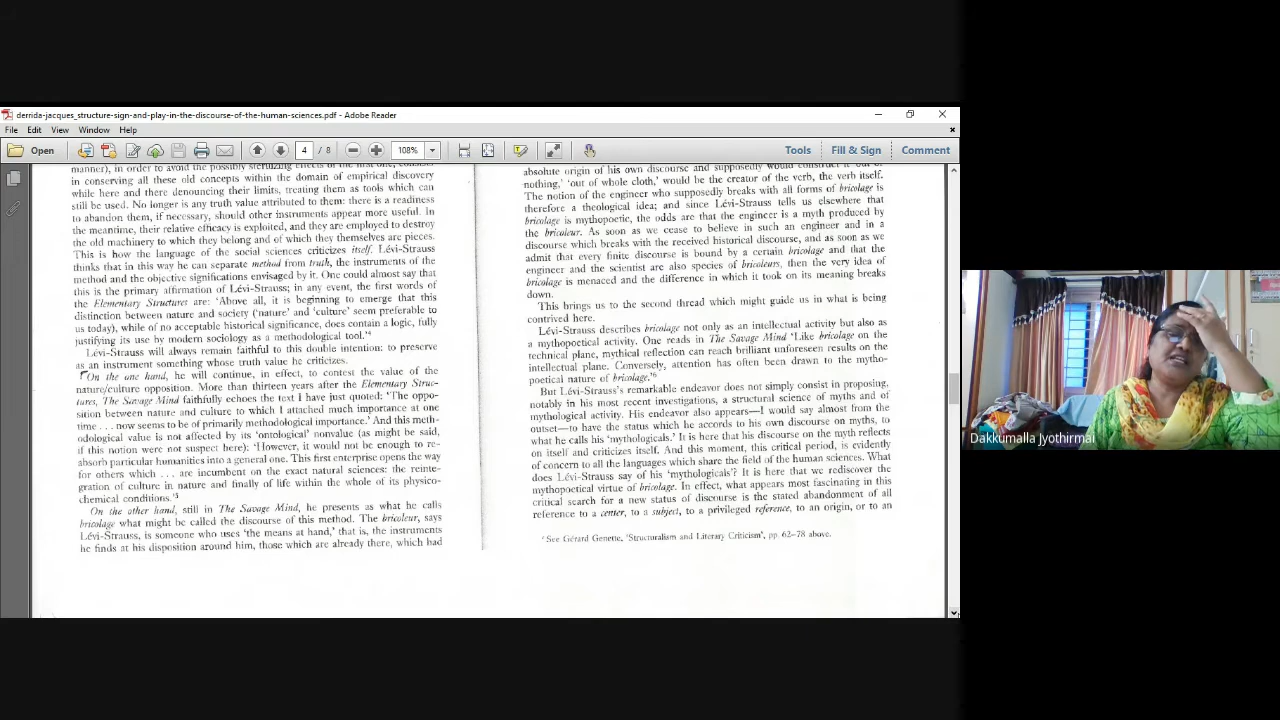 derrida-jacques_structure-sign-and-play-in-the-discourse-of-the-human-sciences.pdf - Adobe Reader
File Edit View Window Help
Open 4 / 8 108% Tools Fill & Sign Comment
manner), in order to avoid the possibly sterilizing effects of the first one, consists
in conserving all these old concepts within the domain of empirical discovery
while here and there denouncing their limits, treating them as tools which can
still be used. No longer is any truth value attributed to them: there is a readiness
to abandon them, if necessary, should other instruments appear more useful. In
the meantime, their relative efficacy is exploited, and they are employed to destroy
the old machinery to which they belong and of which they themselves are pieces.
This is how the language of the social sciences criticizes itself. Lévi-Strauss
thinks that in this way he can separate method from truth, the instruments of the
method and the objective significations envisaged by it. One could almost say that
this is the primary affirmation of Lévi-Strauss; in any event, the first words of
the Elementary Structures are: 'Above all, it is beginning to emerge that this
distinction between nature and society ('nature' and 'culture' seem preferable to
us today), while of no acceptable historical significance, does contain a logic, fully
justifying its use by modern sociology as a methodological tool.'4
Lévi-Strauss will always remain faithful to this double intention: to preserve
as an instrument something whose truth value he criticizes.
On the one hand, he will continue, in effect, to contest the value of the
nature/culture opposition. More than thirteen years after the Elementary Struc-
tures, The Savage Mind faithfully echoes the text I have just quoted: 'The oppo-
sition between nature and culture to which I attached much importance at one
time . . . now seems to be of primarily methodological importance.' And this meth-
odological value is not affected by its 'ontological' nonvalue (as might be said,
if this notion were not suspect here): 'However, it would not be enough to re-
absorb particular humanities into a general one. This first enterprise opens the way
for others which . . . are incumbent on the exact natural sciences: the reinte-
gration of culture in nature and finally of life within the whole of its physico-
chemical conditions.'5
On the other hand, still in The Savage Mind, he presents as what he calls
bricolage what might be called the discourse of this method. The bricoleur, says
Lévi-Strauss, is someone who uses 'the means at hand,' that is, the instruments
he finds at his disposition around him, those which are already there, which had
absolute origin of his own discourse and supposedly would construct it 'out of
nothing,' 'out of whole cloth,' would be the creator of the verb, the verb itself.
The notion of the engineer who supposedly breaks with all forms of bricolage is
therefore a theological idea; and since Lévi-Strauss tells us elsewhere that
bricolage is mythopoetic, the odds are that the engineer is a myth produced by
the bricoleur. As soon as we cease to believe in such an engineer and in a
discourse which breaks with the received historical discourse, and as soon as we
admit that every finite discourse is bound by a certain bricolage and that the
engineer and the scientist are also species of bricoleurs, then the very idea of
bricolage is menaced and the difference in which it took on its meaning breaks
down.
This brings us to the second thread which might guide us in what is being
contrived here.
Lévi-Strauss describes bricolage not only as an intellectual activity but also as
a mythopoetical activity. One reads in The Savage Mind 'Like bricolage on the
technical plane, mythical reflection can reach brilliant unforeseen results on the
intellectual plane. Conversely, attention has often been drawn to the mytho-
poetical nature of bricolage.'6
But Lévi-Strauss's remarkable endeavor does not simply consist in proposing,
notably in his most recent investigations, a structural science of myths and of
mythological activity. His endeavor also appears—I would say almost from the
outset—to have the status which he accords to his own discourse on myths, to
what he calls his 'mythologicals.' It is here that his discourse on the myth reflects
on itself and criticizes itself. And this moment, this critical period, is evidently
of concern to all the languages which share the field of the human sciences. What
does Lévi-Strauss say of his 'mythologicals'? It is here that we rediscover the
mythopoetical virtue of bricolage. In effect, what appears most fascinating in this
critical search for a new status of discourse is the stated abandonment of all
reference to a center, to a subject, to a privileged reference, to an origin, or to an
6 See Gérard Genette, 'Structuralism and Literary Criticism', pp. 62–78 above.
Dakkumalla Jyothirmai